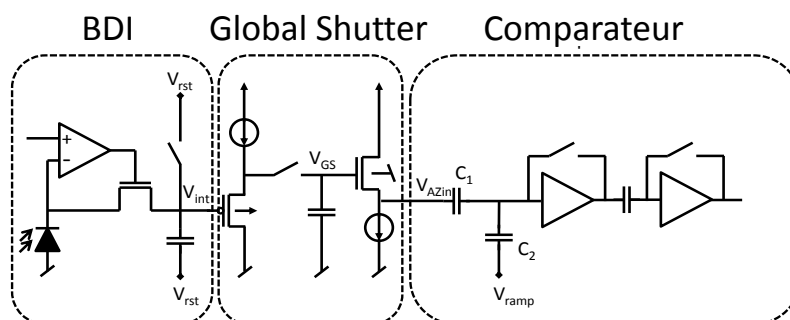 BDI Global Shutter Comparateur
V_rst
+
-
V_int
V_GS
V_AZin
C_1
C_2
V_rst
V_ramp